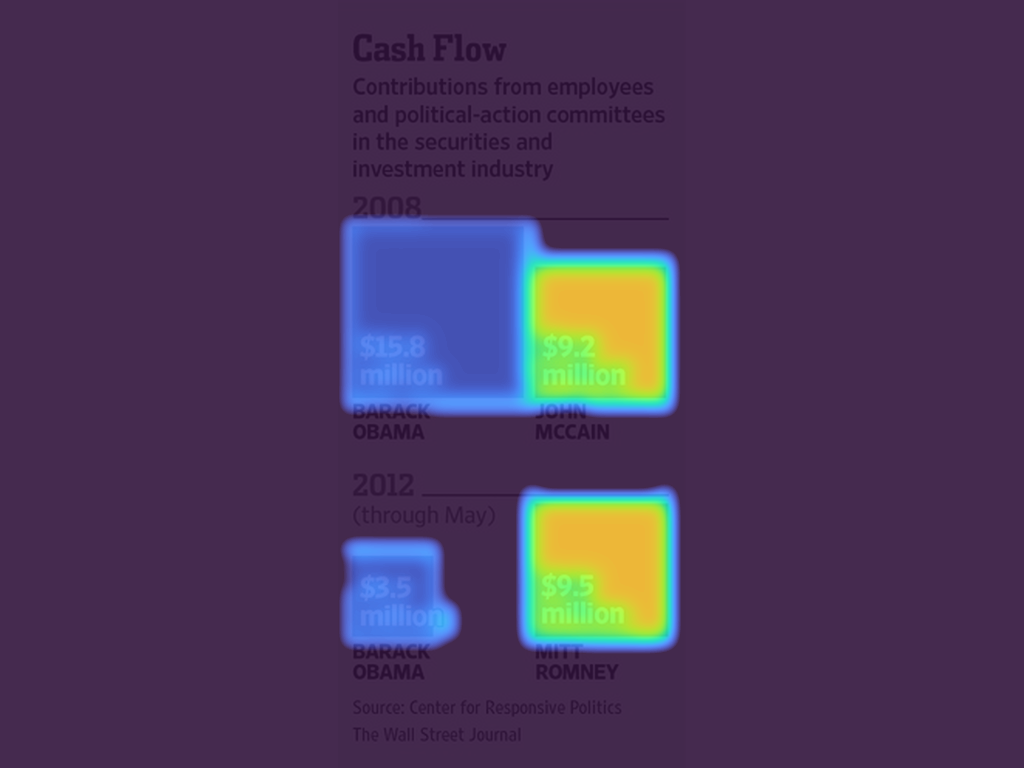 Cash Flow
Contributions from employees
and political-action committees
in the securities and
investment industry
2008
$15.8
million
$9.2
million
BARACK
OBAMA
JOHN
MCCAIN
2012
(through May)
$3.5
million
$9.5
million
BARACK
OBAMA
MITT
ROMNEY
Source: Center for Responsive Politics
The Wall Street Journal